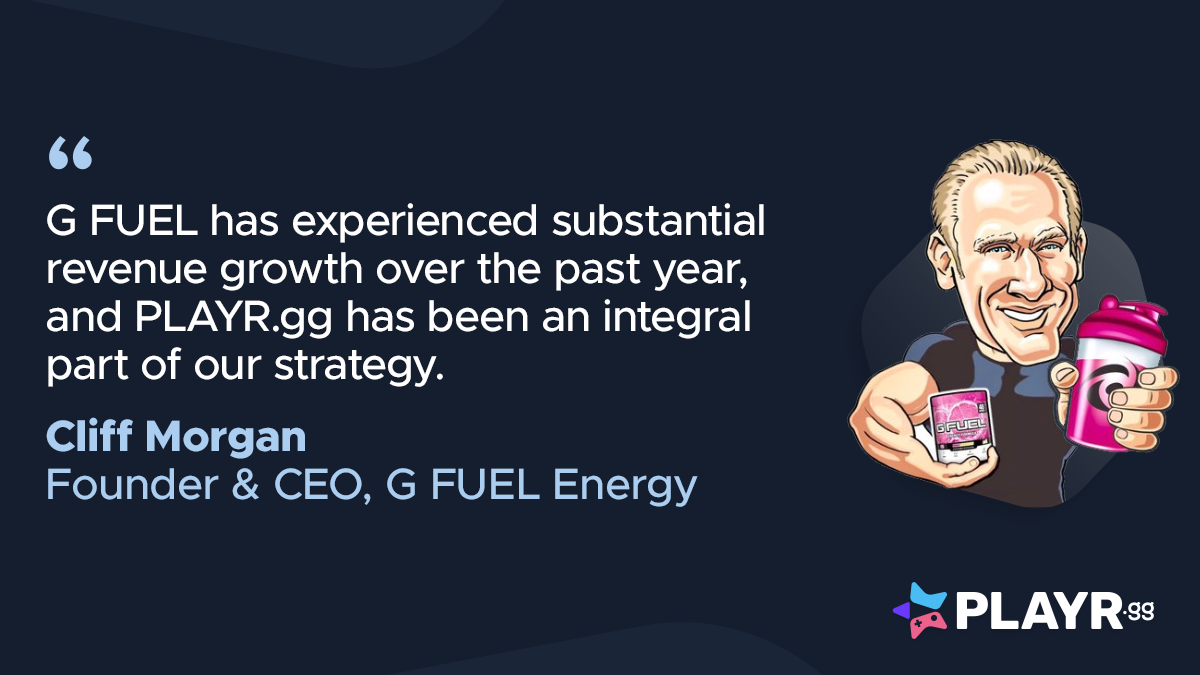 “
G FUEL has experienced substantial
revenue growth over the past year,
and PLAYR.gg has been an integral
part of our strategy.
Cliff Morgan
Founder & CEO, G FUEL Energy
G FUEL
PLAYR.gg